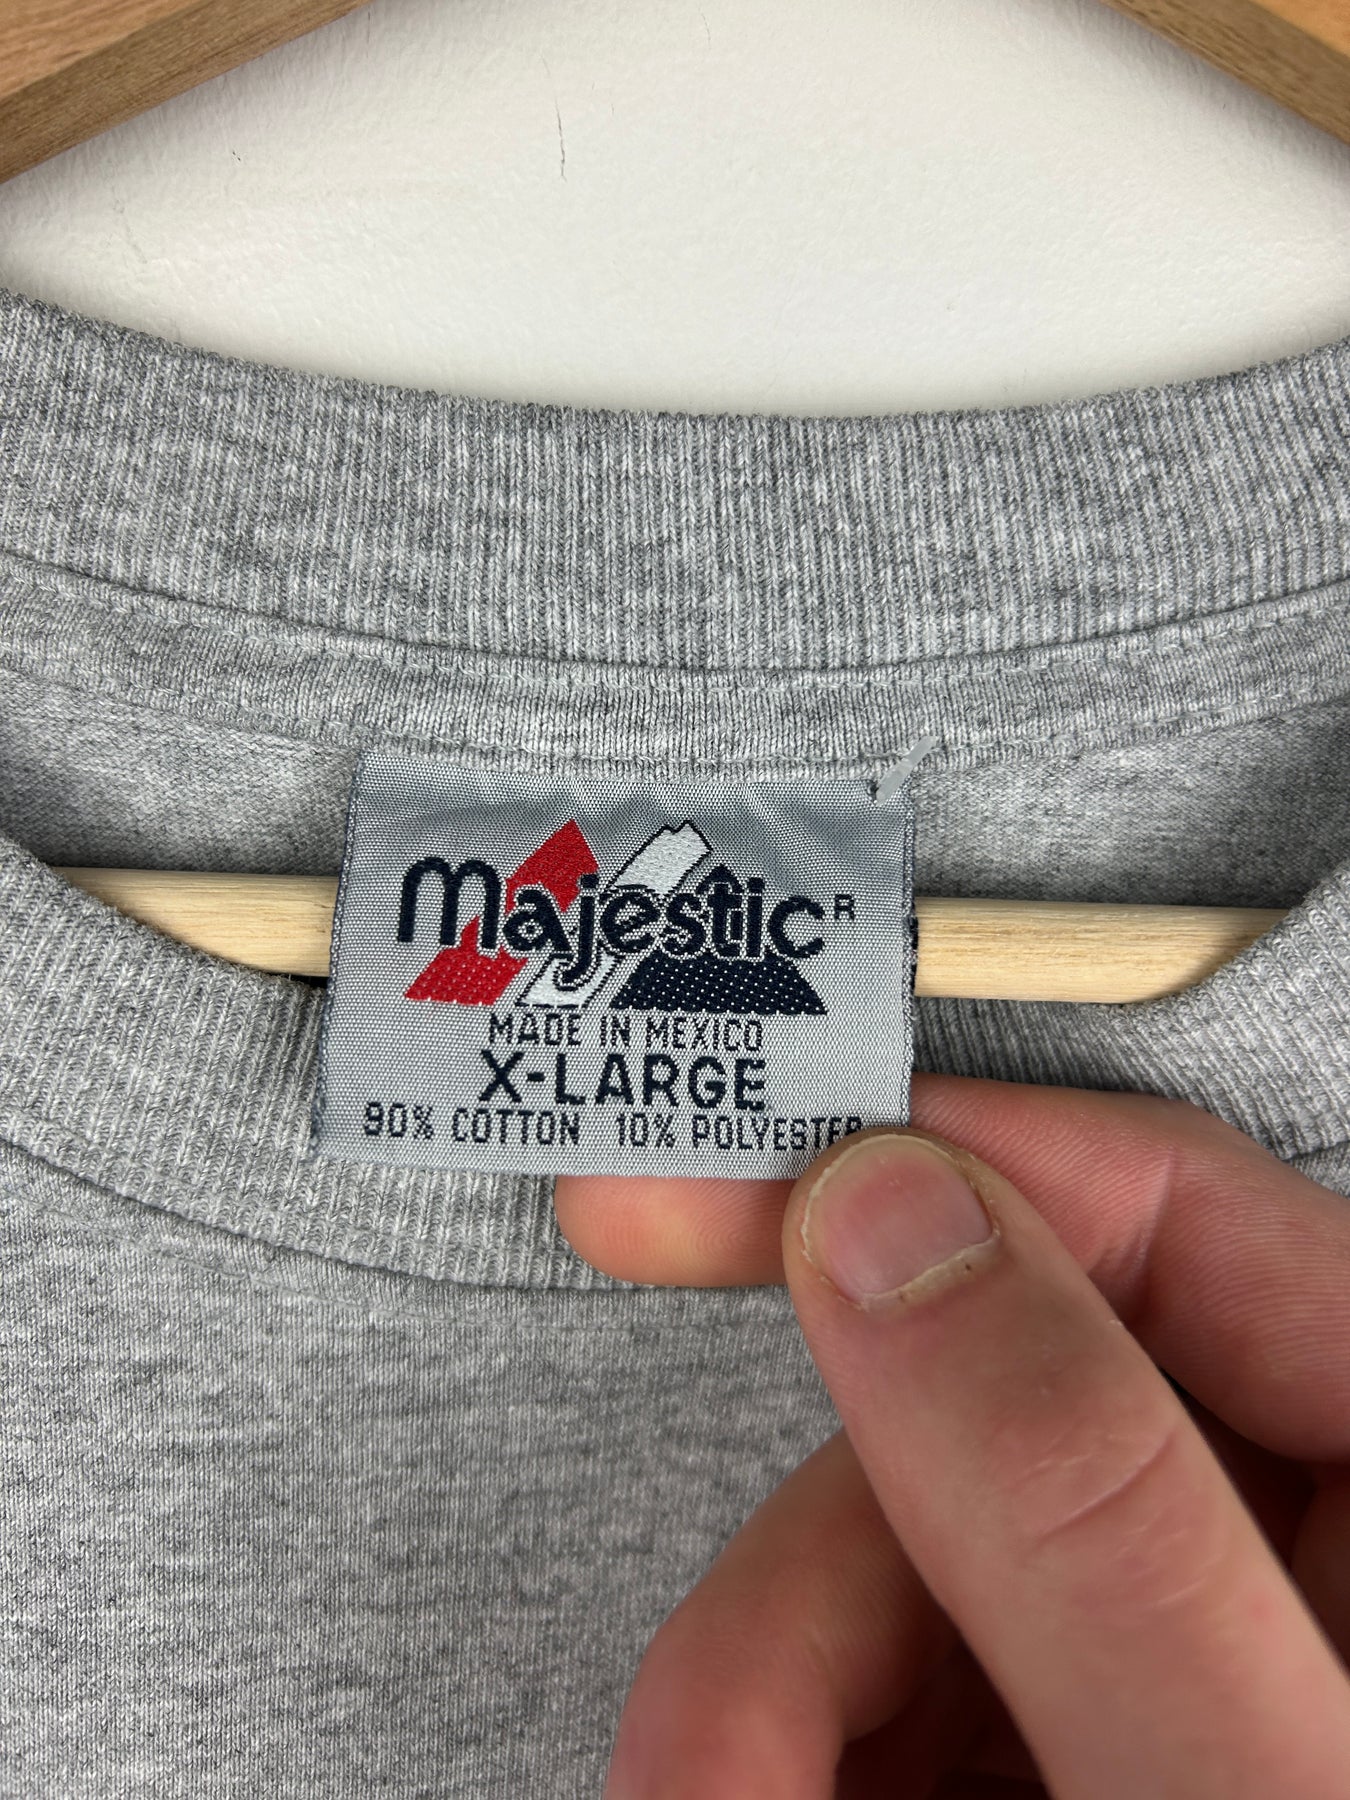 Majestic R
MADE IN MEXICO
X-LARGE
90% COTTON 10% POLYESTER